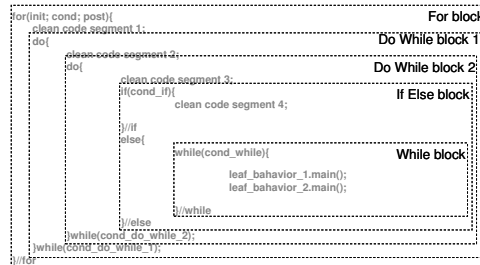 for(init; cond; post){ For block
clean code segment 1;
do{ Do While block 1
clean code segment 2;
do{ Do While block 2
clean code segment 3;
if(cond_if){ If Else block
clean code segment 4;
}//if
else{
while(cond_while){ While block
leaf_bahavior_1.main();
leaf_bahavior_2.main();
}//while
}//else
}while(cond_do_while_2);
}while(cond_do_while_1);
}//for